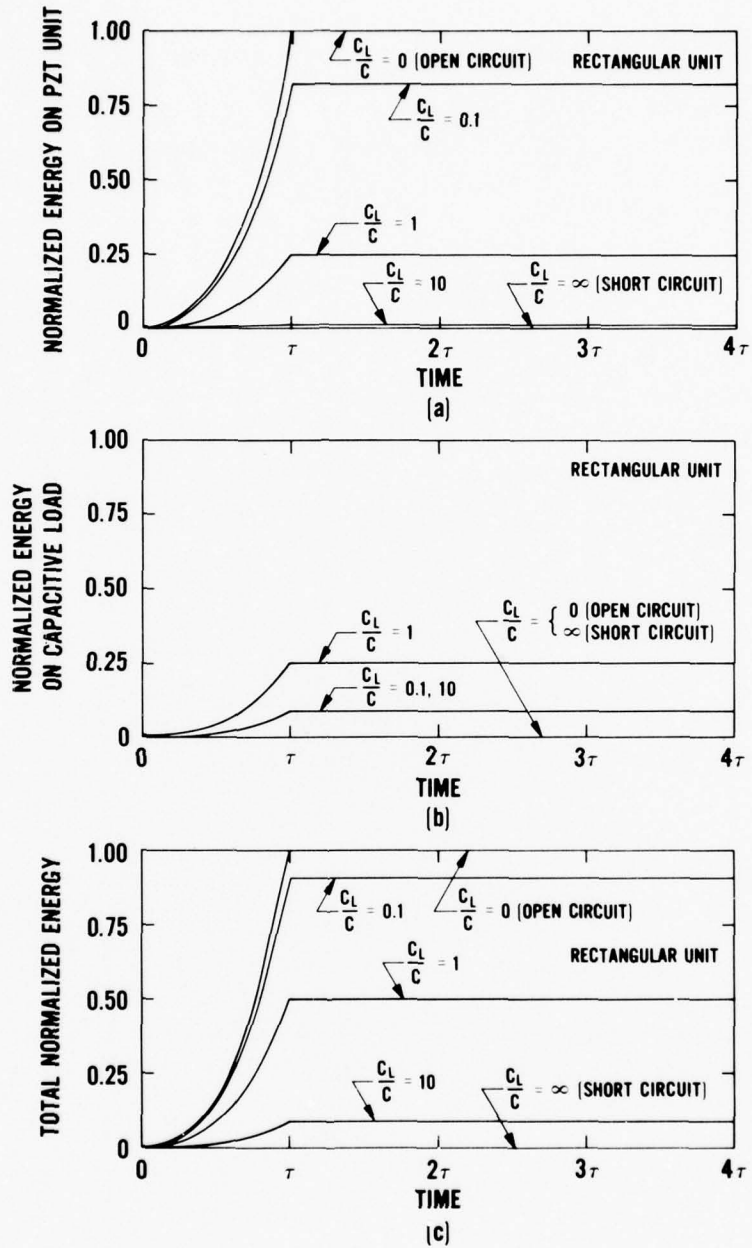 NORMALIZED ENERGY ON PZT UNIT
1.00
0.75
0.50
0.25
0
C_L/C = 0 (OPEN CIRCUIT)
RECTANGULAR UNIT
C_L/C = 0.1
C_L/C = 1
C_L/C = 10
C_L/C = ∞ (SHORT CIRCUIT)
0 τ 2τ 3τ 4τ
TIME
(a)
NORMALIZED ENERGY
ON CAPACITIVE LOAD
1.00
0.75
0.50
0.25
0
RECTANGULAR UNIT
C_L/C = { 0 (OPEN CIRCUIT)
∞ (SHORT CIRCUIT)
C_L/C = 1
C_L/C = 0.1, 10
0 τ 2τ 3τ 4τ
TIME
(b)
TOTAL NORMALIZED ENERGY
1.00
0.75
0.50
0.25
0
C_L/C = 0.1
C_L/C = 0 (OPEN CIRCUIT)
C_L/C = 1
RECTANGULAR UNIT
C_L/C = 10
C_L/C = ∞ (SHORT CIRCUIT)
0 τ 2τ 3τ 4τ
TIME
(c)